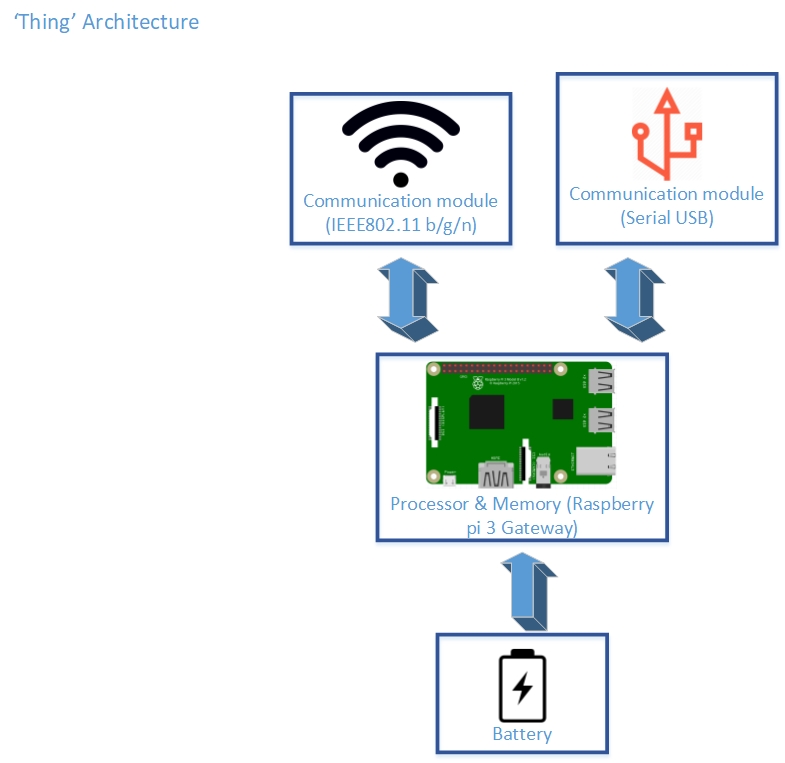 ‘Thing’ Architecture
Communication module
(IEEE802.11 b/g/n)
Communication module
(Serial USB)
Processor & Memory (Raspberry
pi 3 Gateway)
Battery